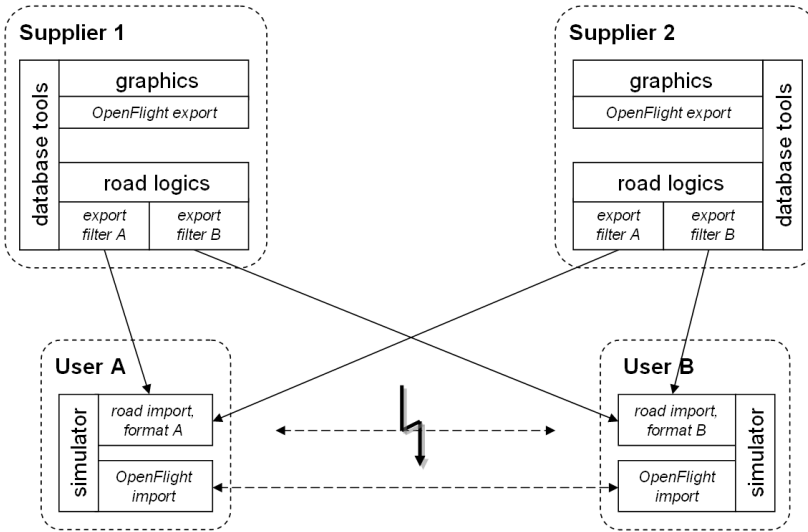 Supplier 1
database tools
graphics
OpenFlight export
road logics
export
filter A
export
filter B
Supplier 2
graphics
OpenFlight export
road logics
export
filter A
export
filter B
database tools
User A
simulator
road import,
format A
OpenFlight
import
User B
road import,
format B
OpenFlight
import
simulator